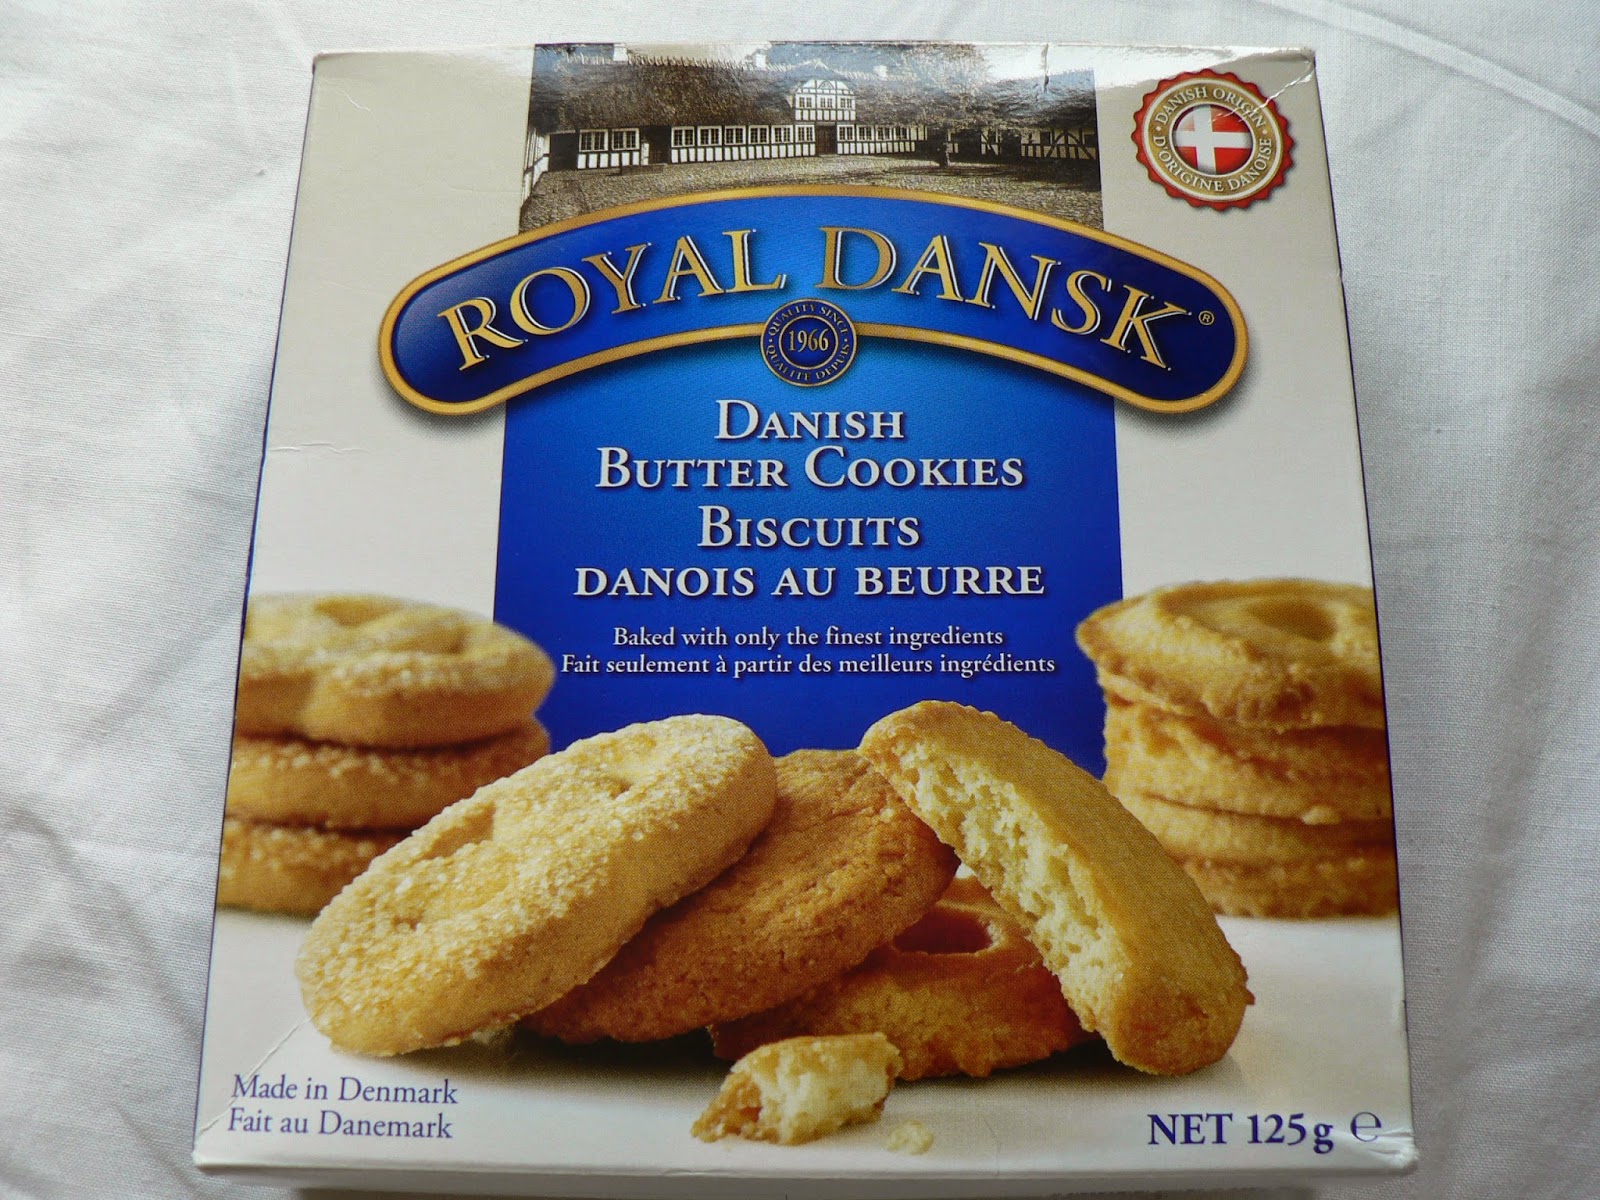 DANISH ORIGIN
D'ORIGINE DANOISE
ROYAL DANSK®
QUALITY SINCE
1966
QUALITÉ DEPUIS
DANISH
BUTTER COOKIES
BISCUITS
DANOIS AU BEURRE
Baked with only the finest ingredients
Fait seulement à partir des meilleurs ingrédients
Made in Denmark
Fait au Danemark
NET 125g ℮